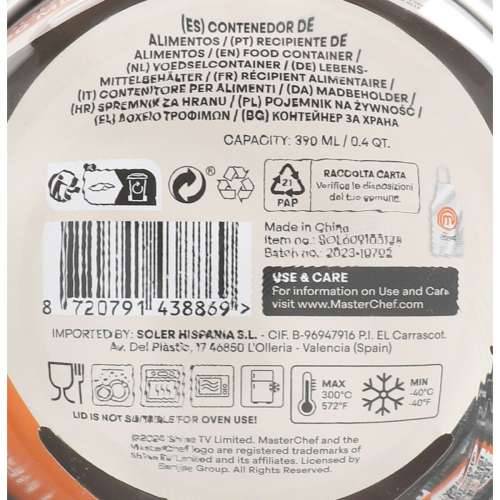 (ES) CONTENEDOR DE
ALIMENTOS / (PT) RECIPIENTE DE
ALIMENTOS / (EN) FOOD CONTAINER /
(NL) VOEDSELCONTAINER / (DE) LEBENS-
MITTELBEHÄLTER / (FR) RÉCIPIENT ALIMENTAIRE /
(IT) CONTENITORE PER ALIMENTI / (DA) MADBEHOLDER /
(HR) SPREMNIK ZA HRANU / (PL) POJEMNIK NA ŻYWNOŚĆ /
(EL) ΔΟΧΕΙΟ ΤΡΟΦΙΜΩΝ / (BG) КОНТЕЙНЕР ЗА ХРАНА
CAPACITY: 390 ML / 0.4 QT.
21
PAP
RACCOLTA CARTA
Verifica le disposizioni
del tuo comune.
Made in China
Item no.:
Batch no.:
8 720791 438869 >
USE & CARE
For information on Use and Care
visit www.MasterChef.com
IMPORTED BY: SOLER HISPANIA S.L. - CIF. B-96947916 P.I. EL Carrascot.
Av. Del Plàstic, 17 46850 L'Olleria - Valencia (Spain)
MAX
300°C
572°F
MIN
-40°C
-40°F
LID IS NOT SUITABLE FOR OVEN USE!
Shine TV Limited. MasterChef and the
MasterChef logo are registered trademarks of
Shine TV Limited and its licensed by
Banijay Group. All Rights Reserved.